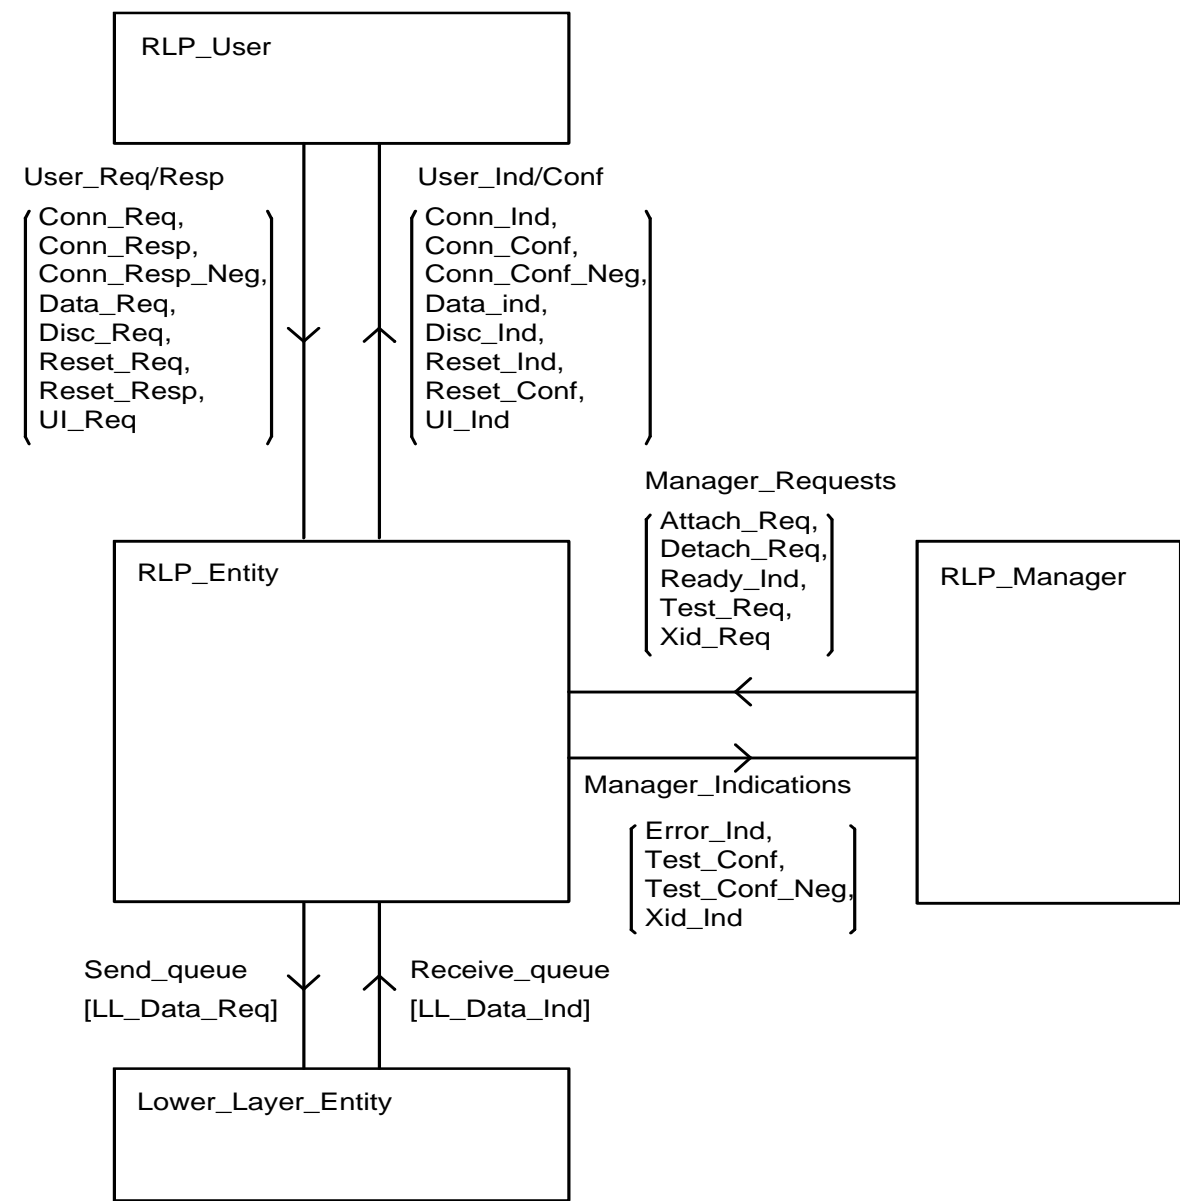 RLP_User
User_Req/Resp
Conn_Req,
Conn_Resp,
Conn_Resp_Neg,
Data_Req,
Disc_Req,
Reset_Req,
Reset_Resp,
UI_Req
User_Ind/Conf
Conn_Ind,
Conn_Conf,
Conn_Conf_Neg,
Data_ind,
Disc_Ind,
Reset_Ind,
Reset_Conf,
UI_Ind
Manager_Requests
Attach_Req,
Detach_Req,
Ready_Ind,
Test_Req,
Xid_Req
RLP_Entity
RLP_Manager
Manager_Indications
Error_Ind,
Test_Conf,
Test_Conf_Neg,
Xid_Ind
Send_queue
[LL_Data_Req]
Receive_queue
[LL_Data_Ind]
Lower_Layer_Entity